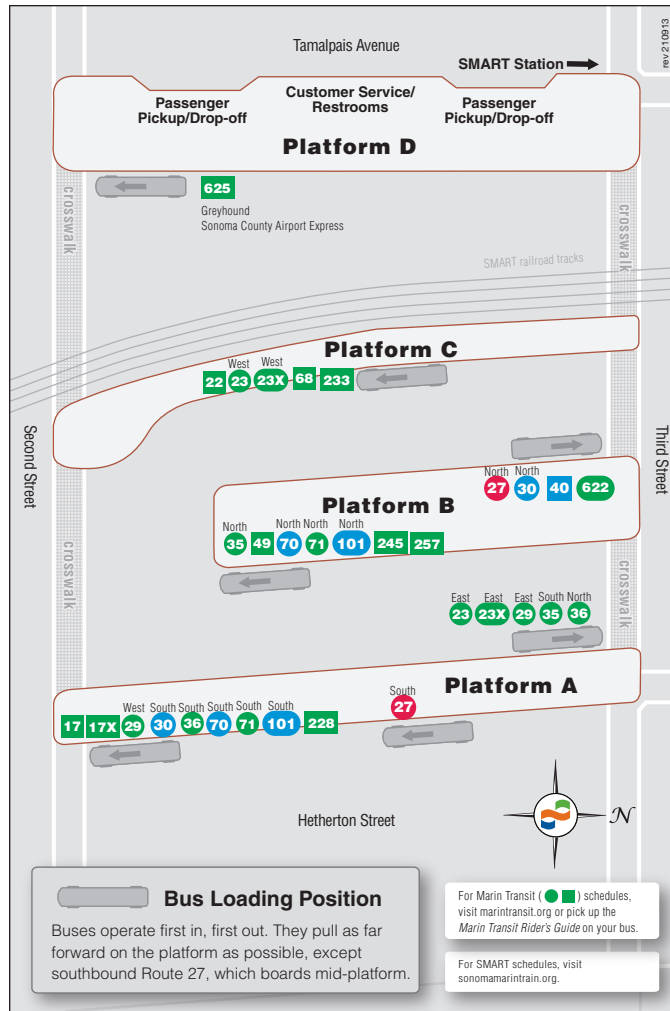 rev 210913
Tamalpais Avenue
SMART Station
Passenger
Pickup/Drop-off
Customer Service/
Restrooms
Passenger
Pickup/Drop-off
Platform D
crosswalk
crosswalk
625
Greyhound
Sonoma County Airport Express
SMART railroad tracks
Platform C
West West
22 23 23X 68 233
Second Street
Third Street
North North
27 30 40 622
Platform B
North North North North
35 49 70 71 101 245 257
crosswalk
crosswalk
East East East South North
23 23X 29 35 36
Platform A
South
27
West South South South South South
17 17X 29 30 36 70 71 101 228
Hetherton Street
N
Bus Loading Position
Buses operate first in, first out. They pull as far
forward on the platform as possible, except
southbound Route 27, which boards mid-platform.
For Marin Transit ( ) schedules,
visit marintransit.org or pick up the
Marin Transit Rider's Guide on your bus.
For SMART schedules, visit
sonomamarintrain.org.